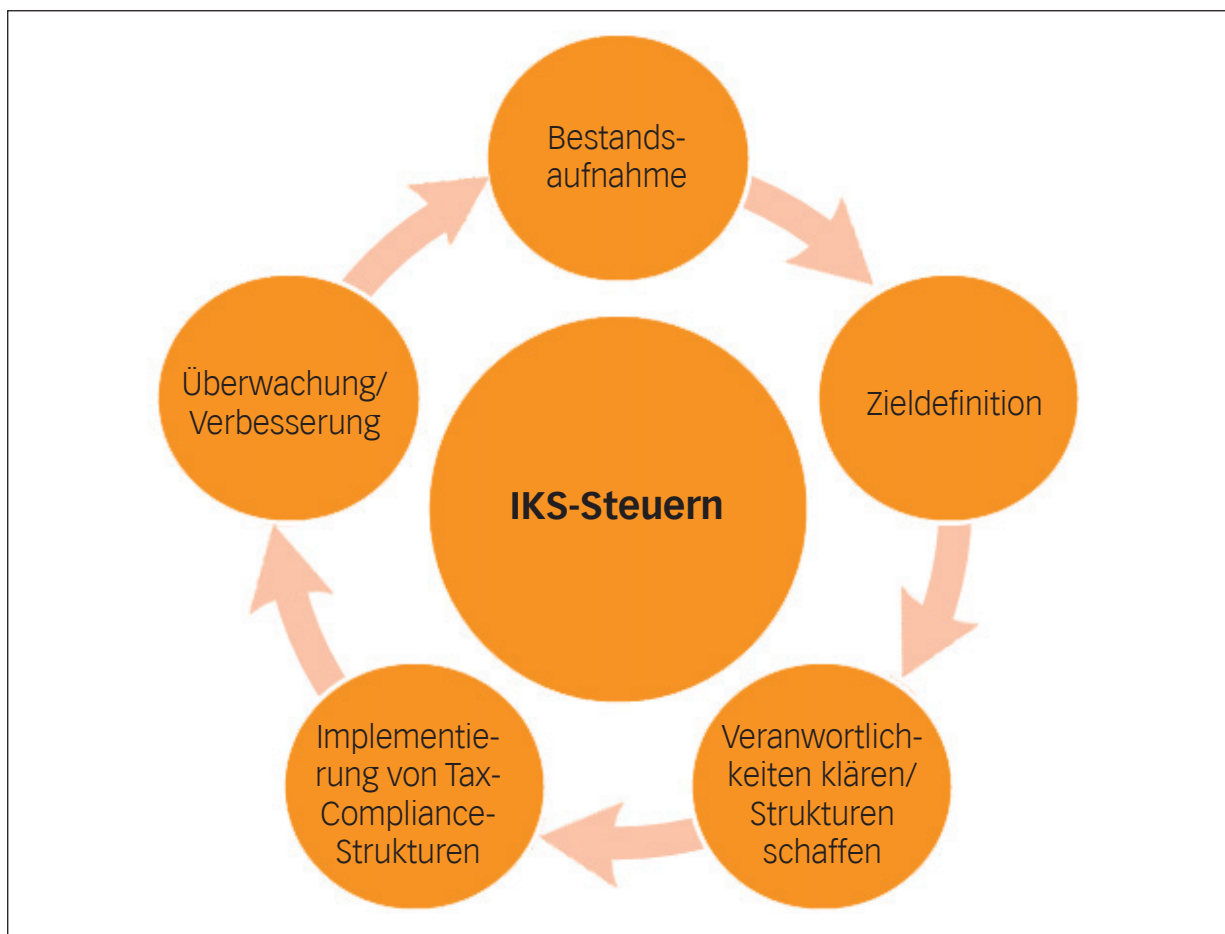 Bestands-
aufnahme
Zieldefinition
Veranwortlich-
keiten klären/
Strukturen
schaffen
Implementie-
rung von Tax-
Compliance-
Strukturen
Überwachung/
Verbesserung
IKS-Steuern